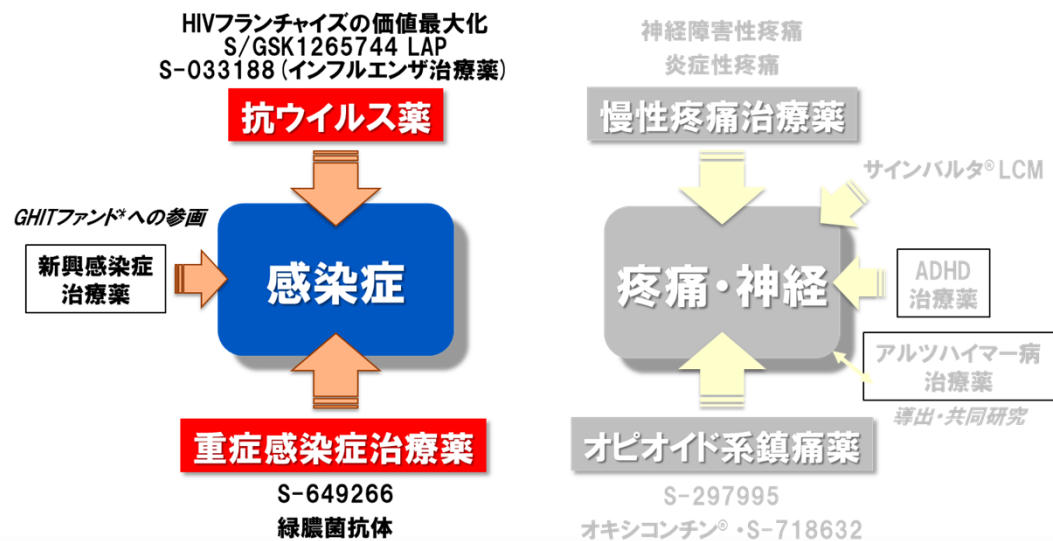 HIVフランチャイズの価値最大化
S/GSK1265744 LAP
S-033188(インフルエンザ治療薬)
抗ウイルス薬
GHITファンド*への参画
新興感染症
治療薬
感染症
重症感染症治療薬
S-649266
緑膿菌抗体
神経障害性疼痛
炎症性疼痛
慢性疼痛治療薬
サインバルタ® LCM
疼痛・神経
ADHD
治療薬
アルツハイマー病
治療薬
導出・共同研究
オピオイド系鎮痛薬
S-297995
オキシコンチン®・S-718632